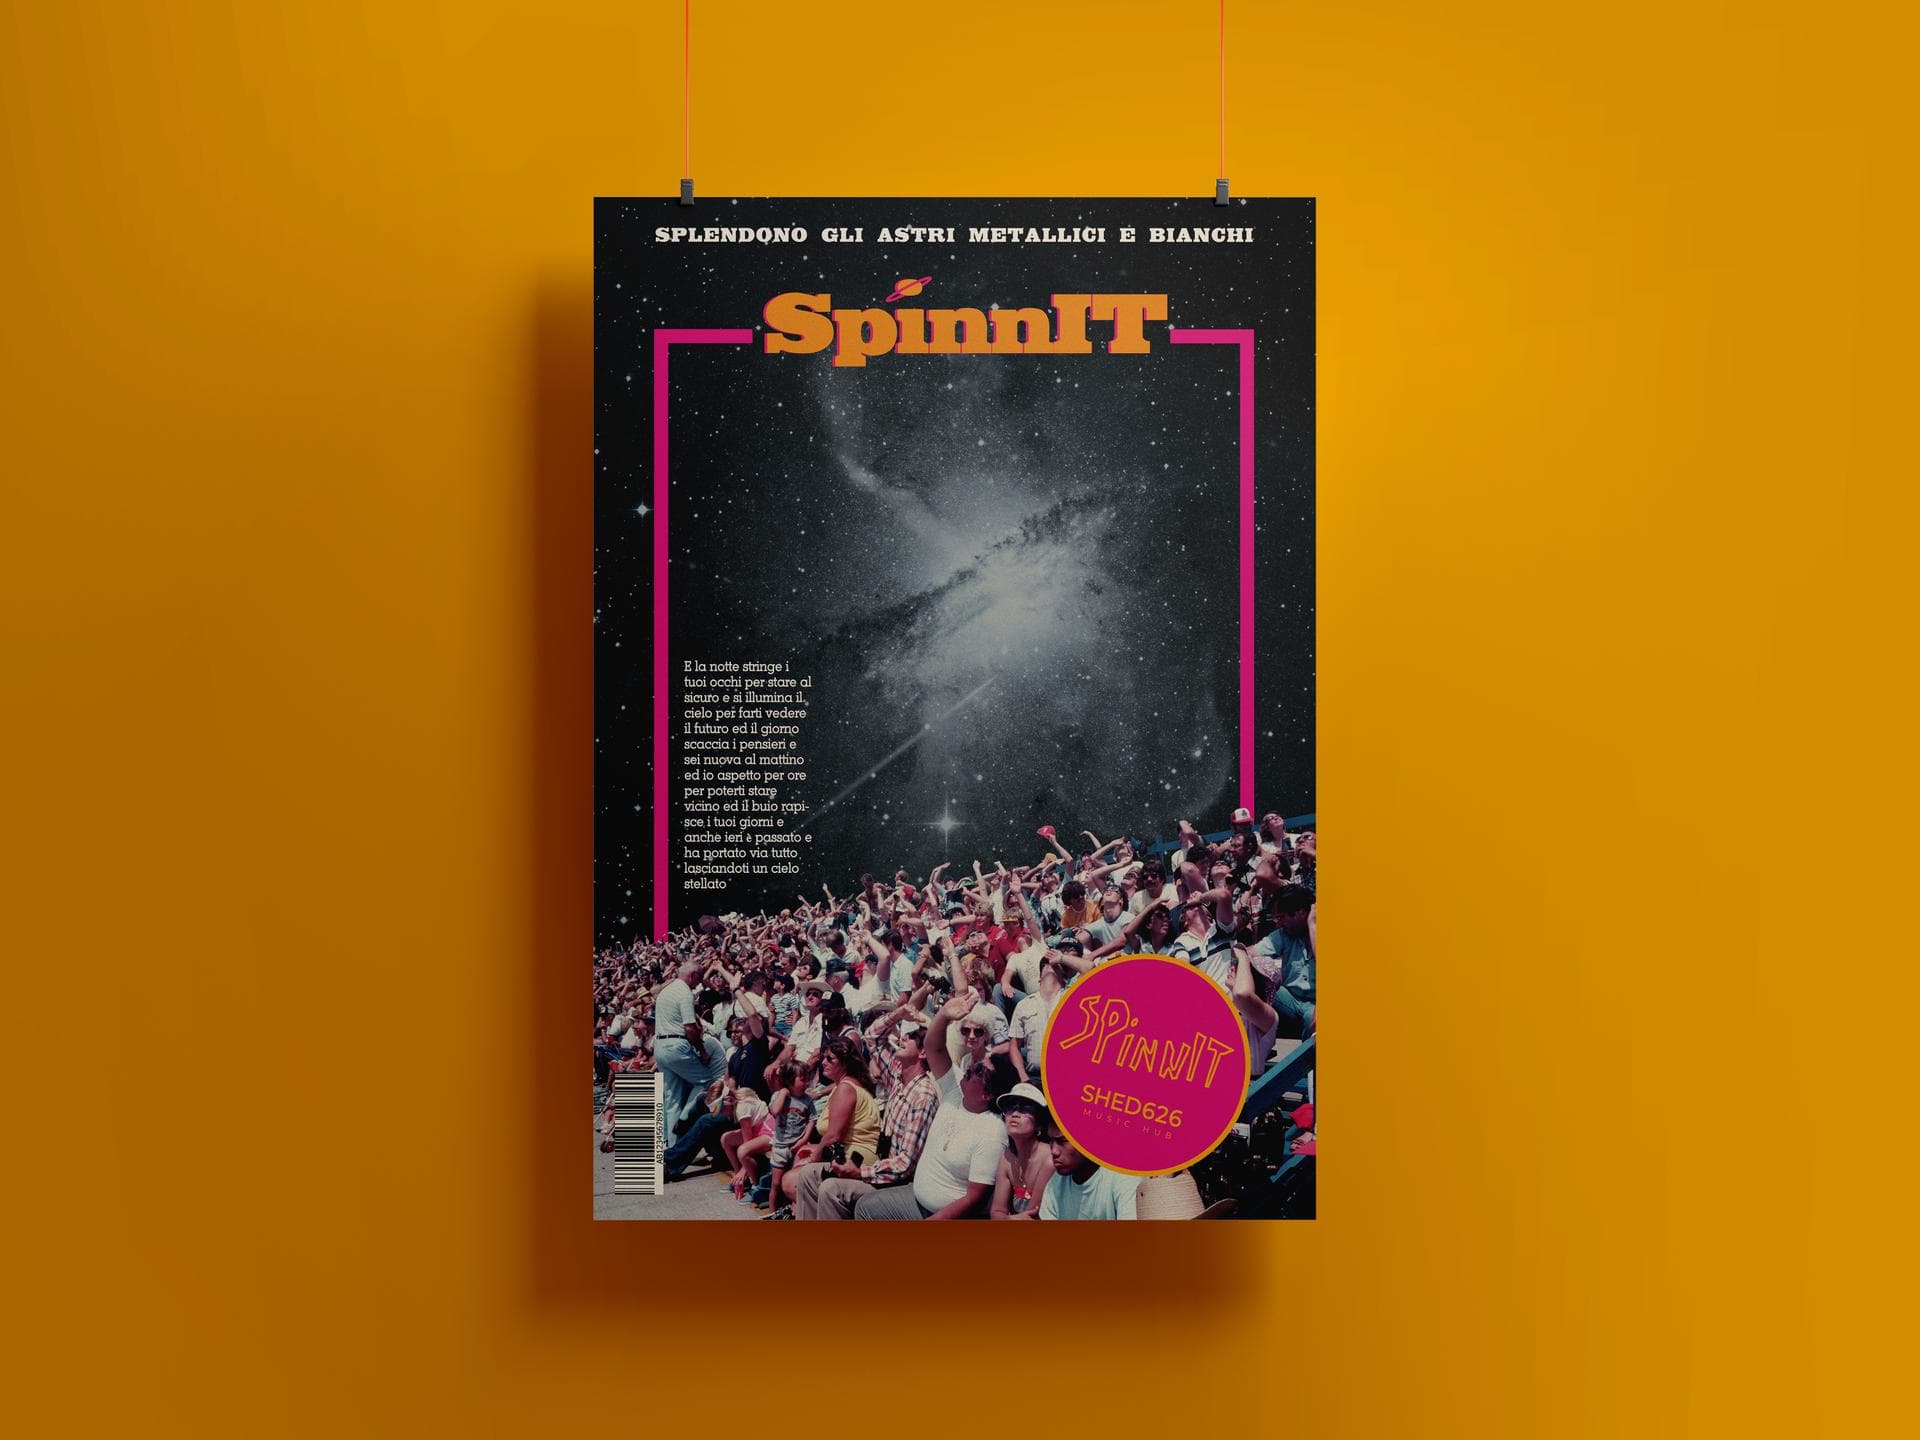 SPLENDONO GLI ASTRI METALLICI E BIANCHI
SpinnIT
E la notte stringe i
tuoi occhi per stare al
sicuro e si illumina il
cielo per farti vedere
il futuro ed il giorno
scaccia i pensieri e
sei nuova al mattino
ed io aspetto per ore
per poterti stare
vicino ed il buio rapi-
sce i tuoi giorni e
anche ieri è passato e
ha portato via tutto
lasciandoti un cielo
stellato
SPinnIT
SHED626
MUSIC HUB
AB12345678910